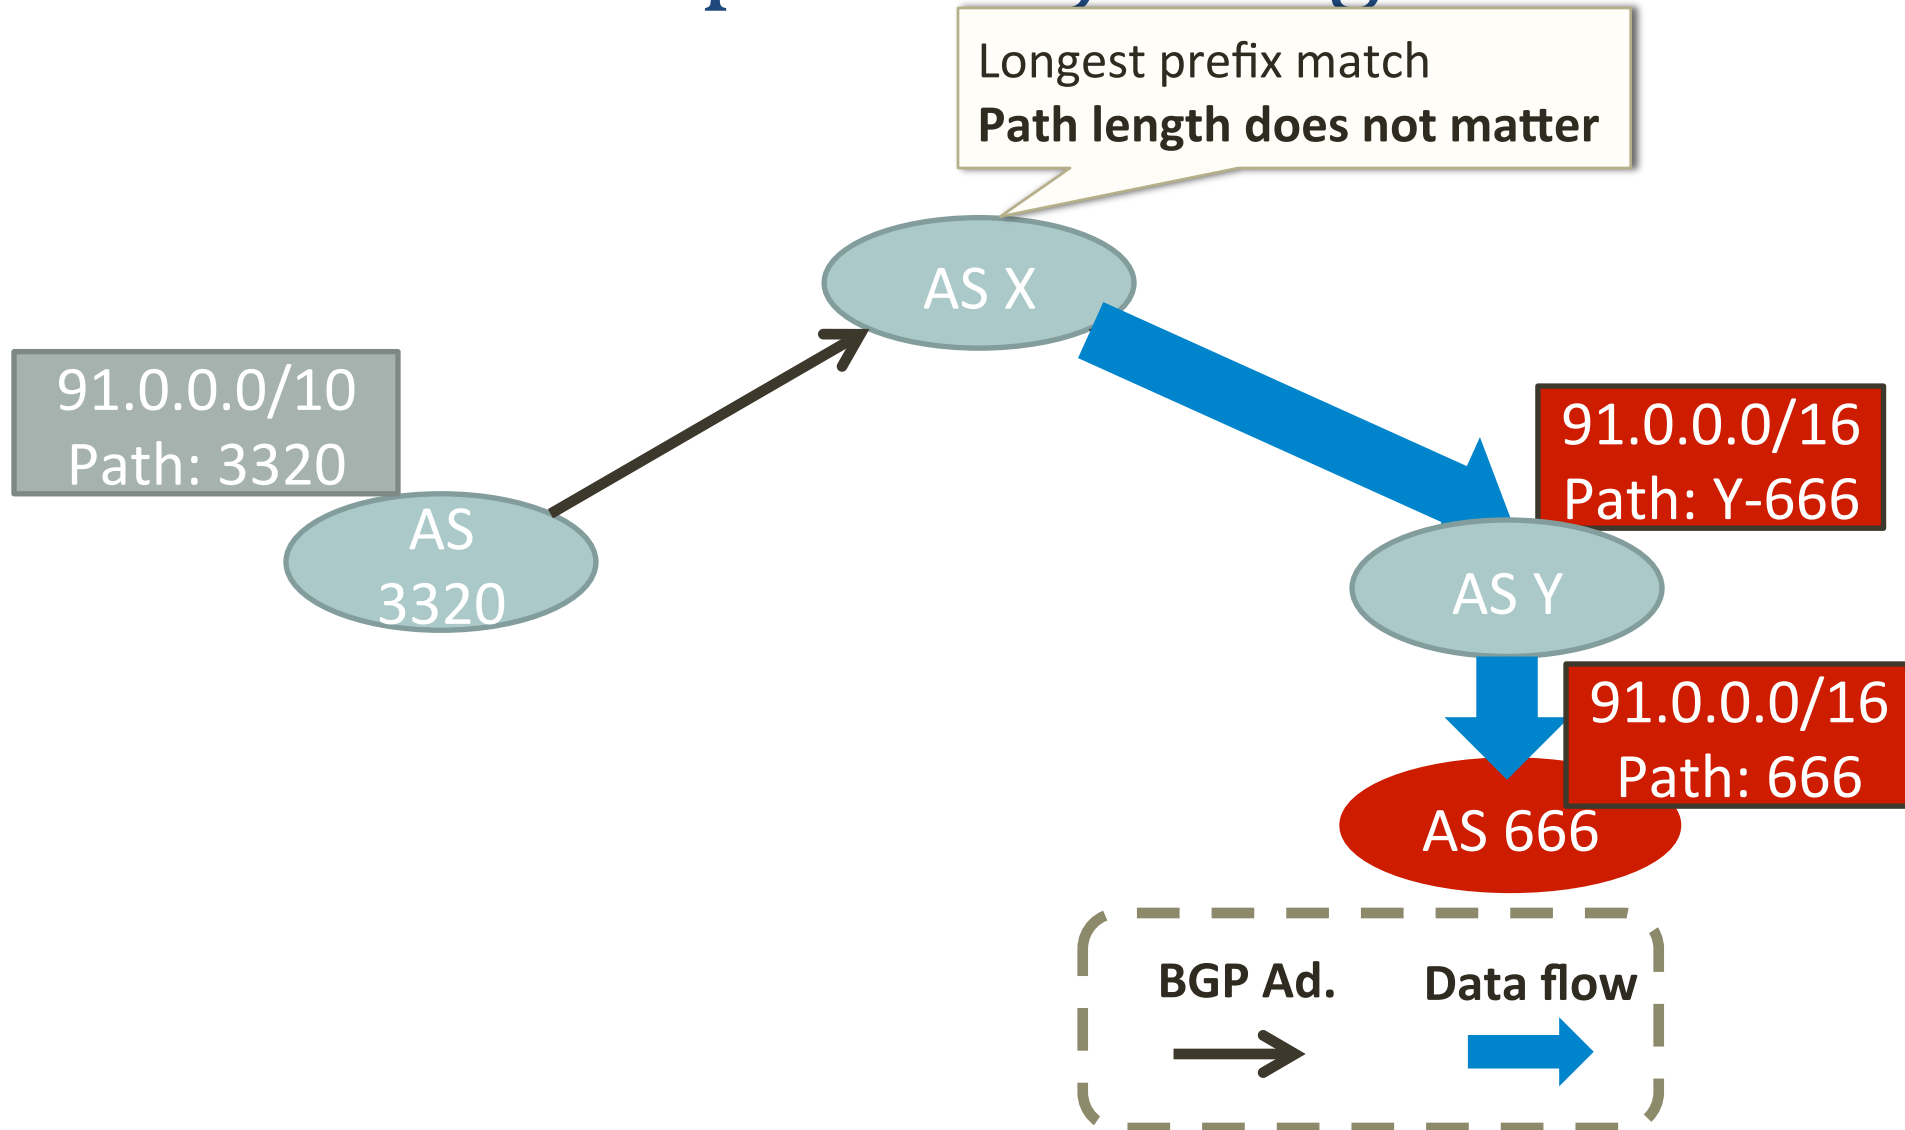 Longest prefix match
Path length does not matter
AS X
91.0.0.0/10
Path: 3320
AS
3320
91.0.0.0/16
Path: Y-666
AS Y
91.0.0.0/16
Path: 666
AS 666
BGP Ad.
Data flow